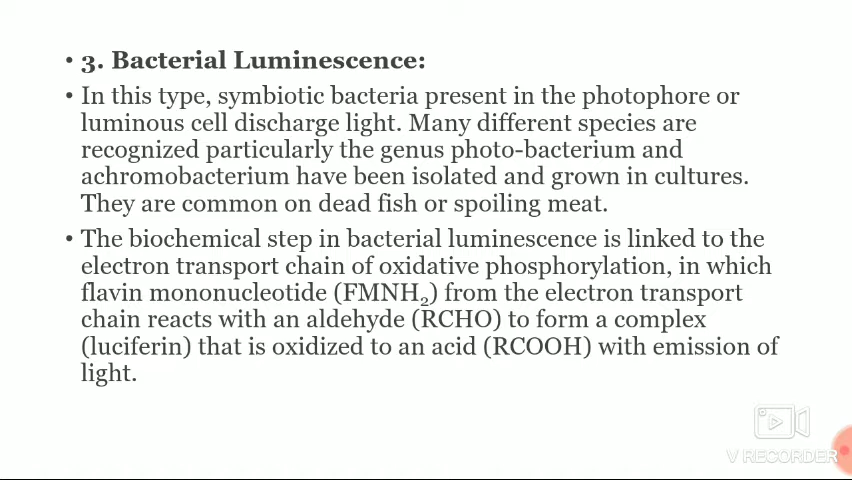 • 3. Bacterial Luminescence:
• In this type, symbiotic bacteria present in the photophore or
luminous cell discharge light. Many different species are
recognized particularly the genus photo-bacterium and
achromobacterium have been isolated and grown in cultures.
They are common on dead fish or spoiling meat.
• The biochemical step in bacterial luminescence is linked to the
electron transport chain of oxidative phosphorylation, in which
flavin mononucleotide (FMNH₂) from the electron transport
chain reacts with an aldehyde (RCHO) to form a complex
(luciferin) that is oxidized to an acid (RCOOH) with emission of
light.
V RECORDER